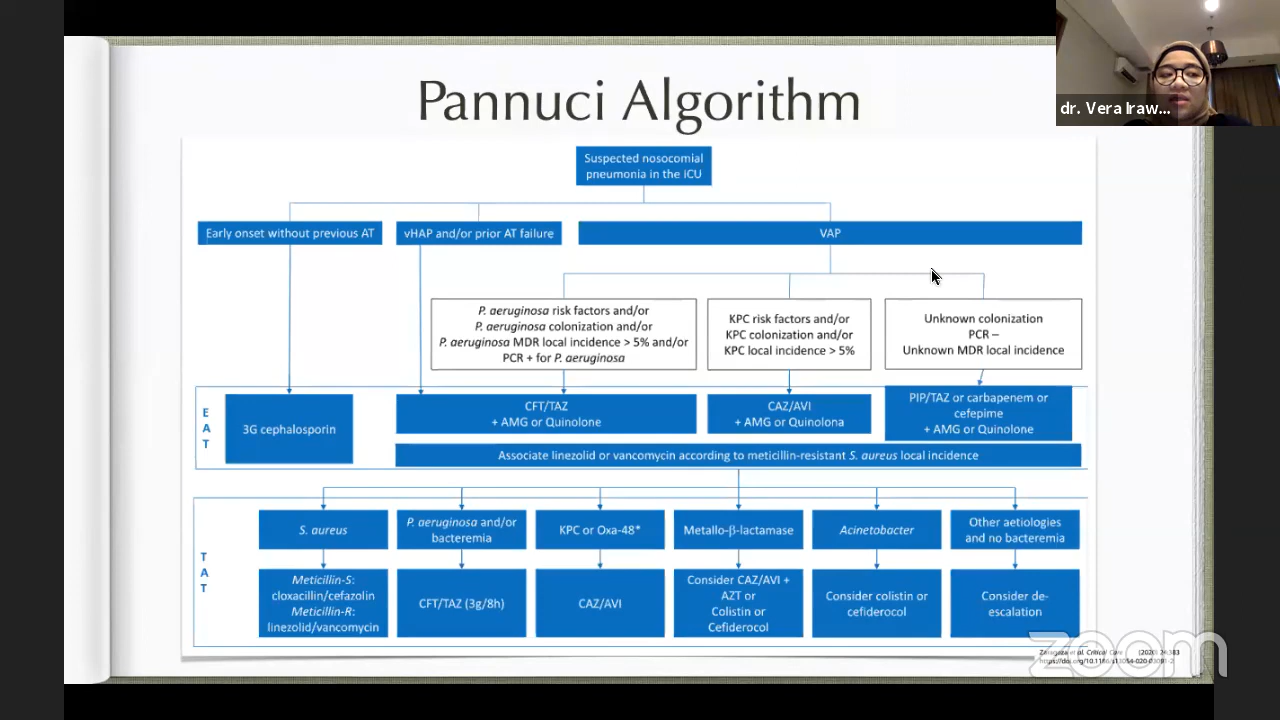 Pannuci Algorithm
dr. Vera Iraw...
Suspected nosocomial
pneumonia in the ICU
Early onset without previous AT
vHAP and/or prior AT failure
VAP
P. aeruginosa risk factors and/or
P. aeruginosa colonization and/or
P. aeruginosa MDR local incidence > 5% and/or
PCR + for P. aeruginosa
KPC risk factors and/or
KPC colonization and/or
KPC local incidence > 5%
Unknown colonization
PCR –
Unknown MDR local incidence
E
A
T
3G cephalosporin
CFT/TAZ
+ AMG or Quinolone
CAZ/AVI
+ AMG or Quinolona
PIP/TAZ or carbapenem or
cefepime
+ AMG or Quinolone
Associate linezolid or vancomycin according to meticillin-resistant S. aureus local incidence
T
A
T
S. aureus
P. aeruginosa and/or
bacteremia
KPC or Oxa-48*
Metallo-β-lactamase
Acinetobacter
Other aetiologies
and no bacteremia
Meticillin-S:
cloxacillin/cefazolin
Meticillin-R:
linezolid/vancomycin
CFT/TAZ (3g/8h)
CAZ/AVI
Consider CAZ/AVI +
AZT or
Colistin or
Cefiderocol
Consider colistin or
cefiderocol
Consider de-
escalation
zoom
et al. Critical Care (2020) 24:383